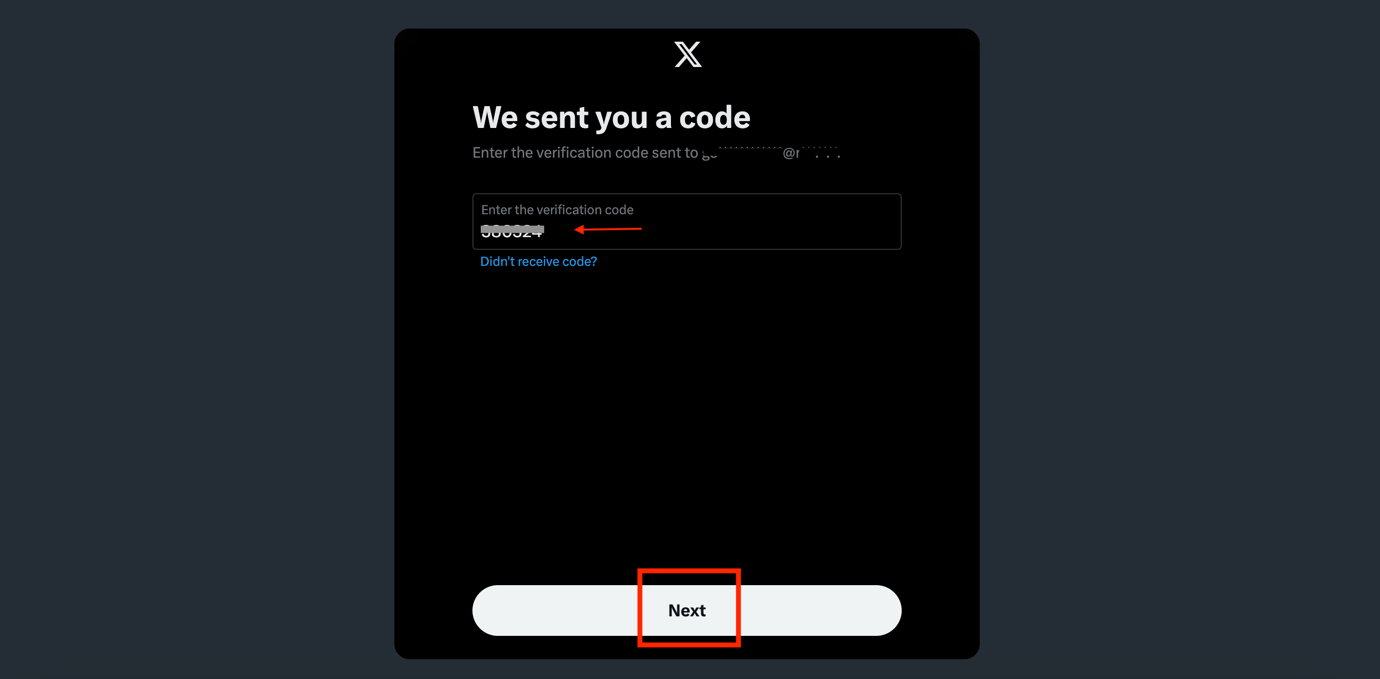 We sent you a code
Enter the verification code sent to
Enter the verification code
Didn't receive code?
Next